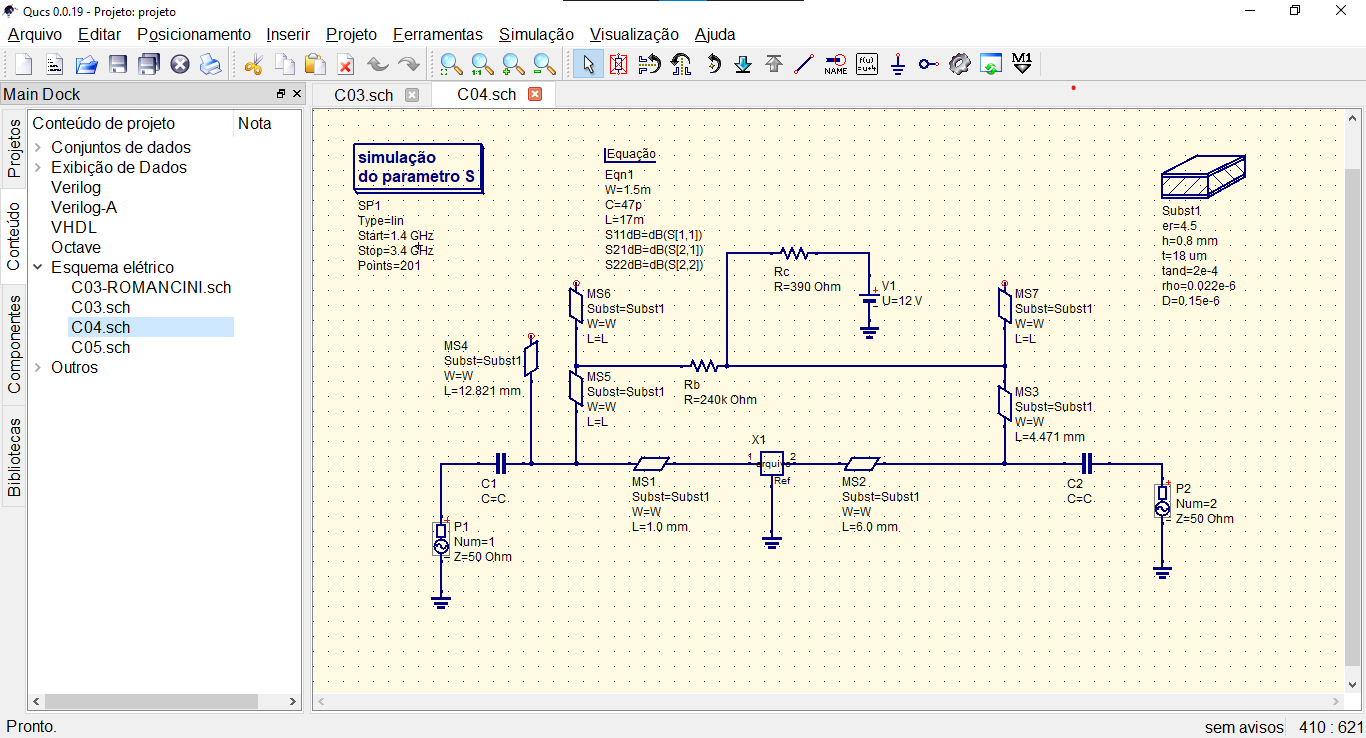 Qucs 0.0.19 - Projeto: projeto
Arquivo Editar Posicionamento Inserir Projeto Ferramentas Simulação Visualização Ajuda
1:1
NAME
f(u)
=u+4
M1
Main Dock
C03.sch
C04.sch
Projetos
Conteúdo
Componentes
Bibliotecas
Conteúdo de projeto Nota
Conjuntos de dados
Exibição de Dados
Verilog
Verilog-A
VHDL
Octave
Esquema elétrico
C03-ROMANCINI.sch
C03.sch
C04.sch
C05.sch
Outros
simulação
do parametro S
SP1
Type=lin
Start=1.4 GHz
Stop=3.4 GHz
Points=201
Equação
Eqn1
W=1.5m
C=47p
L=17m
S11dB=dB(S[1,1])
S21dB=dB(S[2,1])
S22dB=dB(S[2,2])
Subst1
er=4.5
h=0.8 mm
t=18 um
tand=2e-4
rho=0.022e-6
D=0.15e-6
Rc
R=390 Ohm
V1
U=12 V
MS6
Subst=Subst1
W=W
L=L
MS7
Subst=Subst1
W=W
L=L
MS4
Subst=Subst1
W=W
L=12.821 mm
MS5
Subst=Subst1
W=W
L=L
Rb
R=240k Ohm
MS3
Subst=Subst1
W=W
L=4.471 mm
X1
1
2
arquivo
Ref
C1
C=C
MS1
Subst=Subst1
W=W
L=1.0 mm
MS2
Subst=Subst1
W=W
L=6.0 mm
C2
C=C
P2
Num=2
Z=50 Ohm
P1
Num=1
Z=50 Ohm
Pronto.
sem avisos 410 : 621